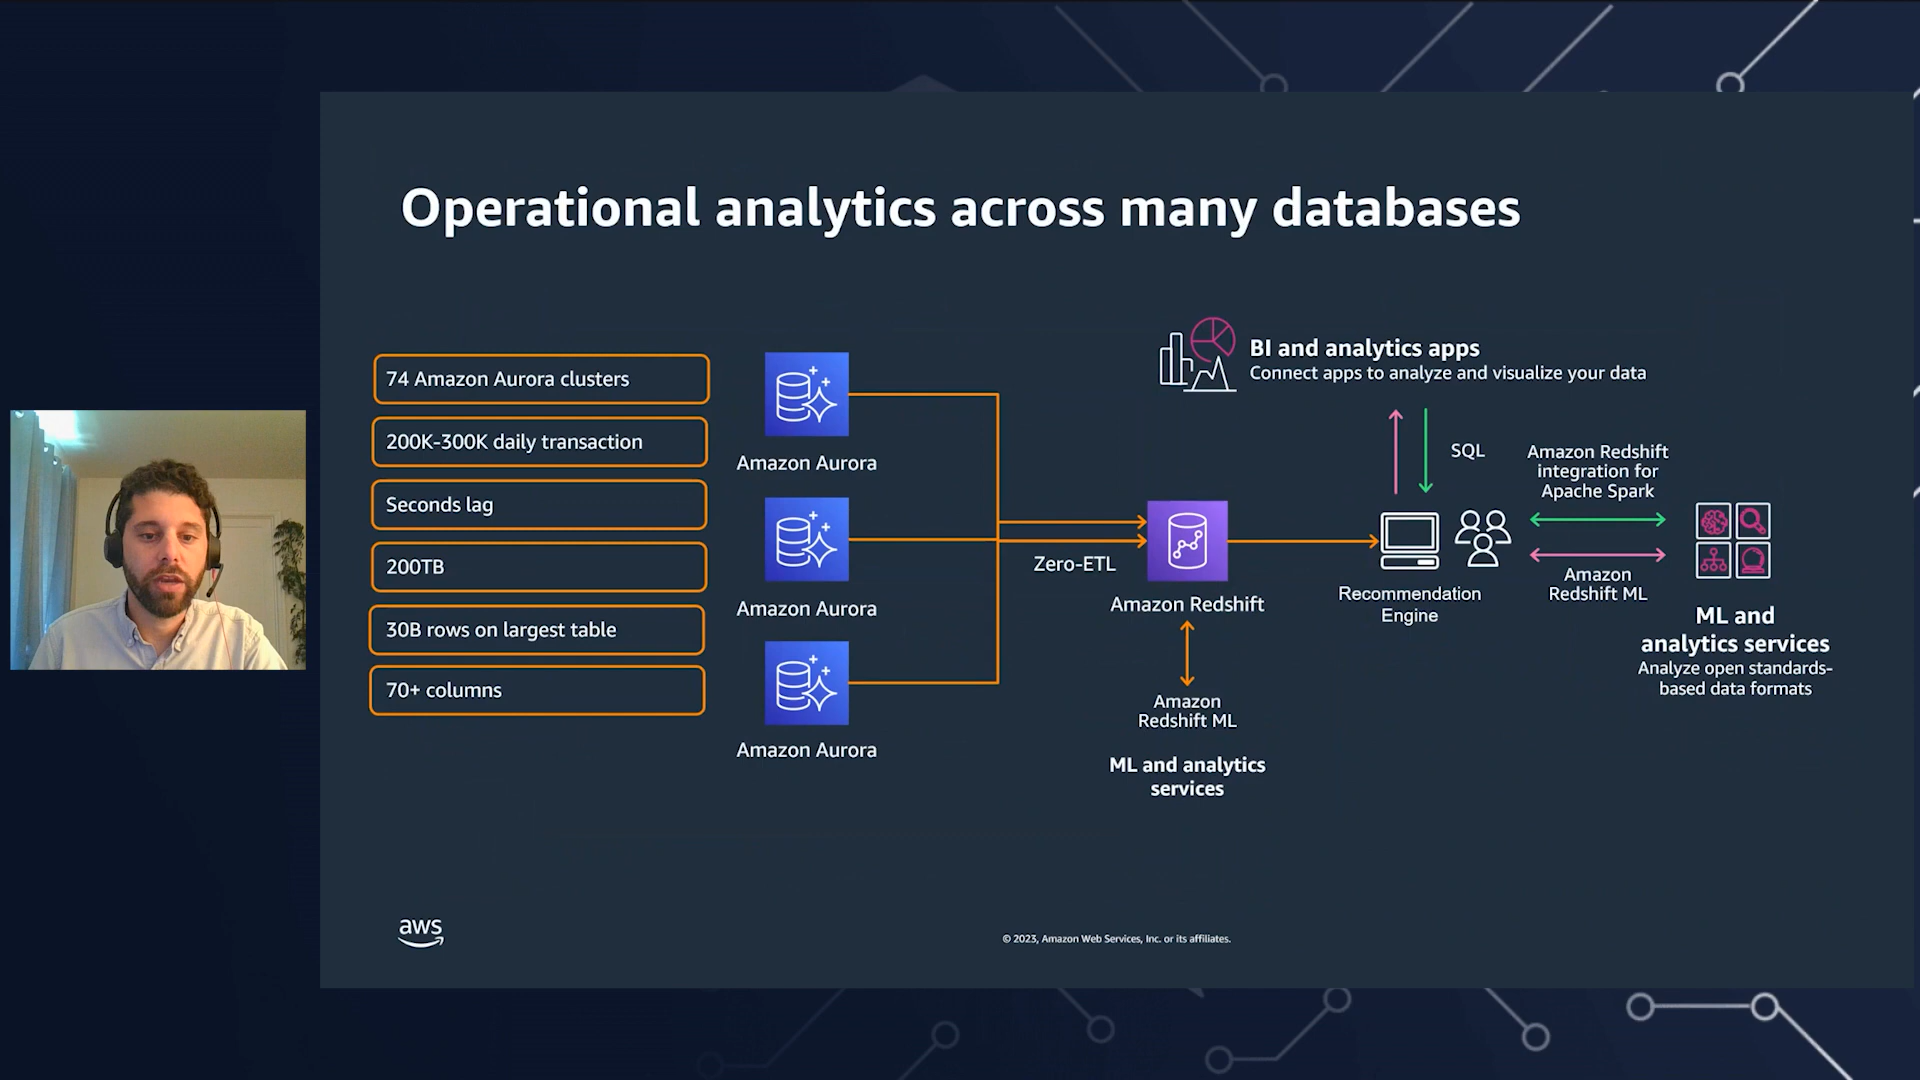 Operational analytics across many databases
74 Amazon Aurora clusters
200K-300K daily transaction
Seconds lag
200TB
30B rows on largest table
70+ columns
Amazon Aurora
Amazon Aurora
Amazon Aurora
Zero-ETL
Amazon Redshift
Amazon
Redshift ML
ML and analytics
services
BI and analytics apps
Connect apps to analyze and visualize your data
SQL
Recommendation
Engine
Amazon Redshift
integration for
Apache Spark
Amazon
Redshift ML
ML and
analytics services
Analyze open standards-
based data formats
aws
© 2023, Amazon Web Services, Inc. or its affiliates.